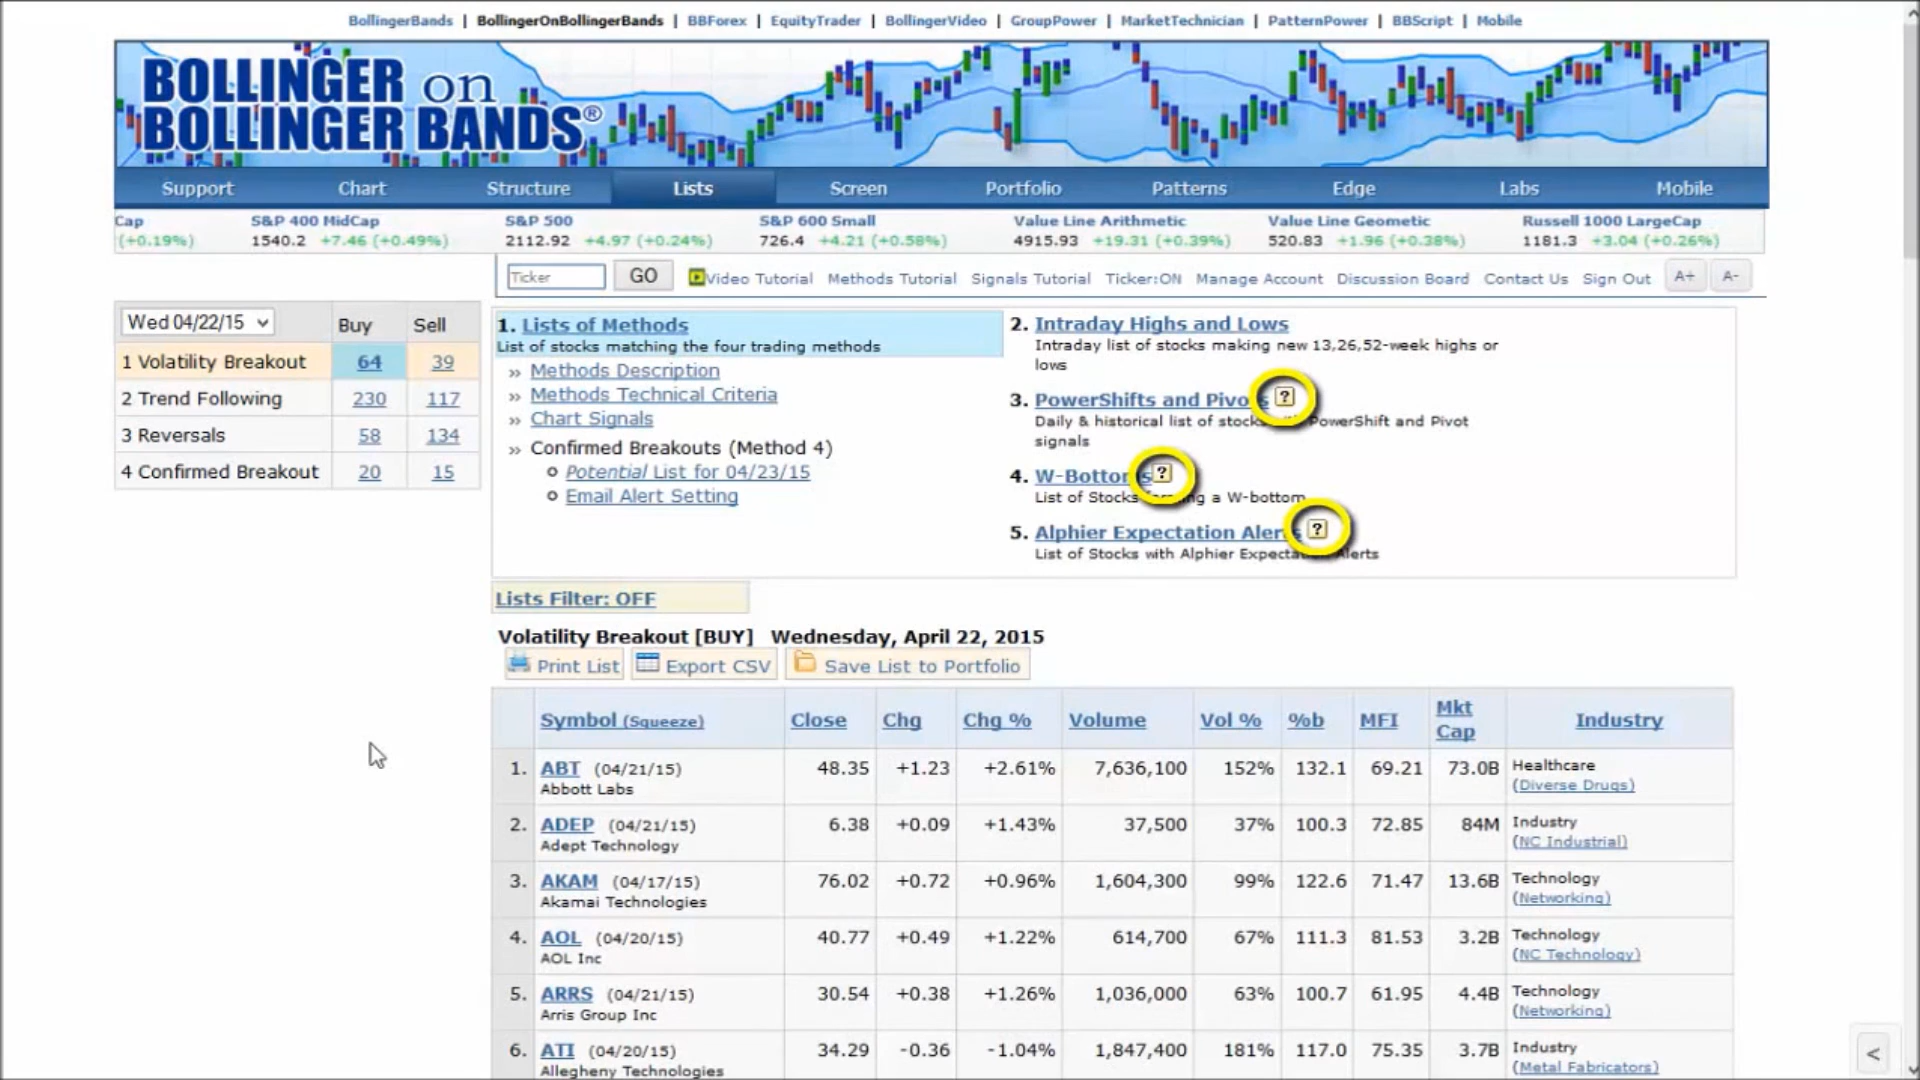 BollingerBands | BollingerOnBollingerBands | BBForex | EquityTrader | BollingerVideo | GroupPower | MarketTechnician | PatternPower | BBScript | Mobile
BOLLINGER on
BOLLINGER BANDS®
Support Chart Structure Lists Screen Portfolio Patterns Edge Labs Mobile
Cap S&P 400 MidCap S&P 500 S&P 600 Small Value Line Arithmetic Value Line Geometic Russell 1000 LargeCap
(+0.19%) 1540.2 +7.46 (+0.49%) 2112.92 +4.97 (+0.24%) 726.4 +4.21 (+0.58%) 4915.93 +19.31 (+0.39%) 520.83 +1.96 (+0.38%) 1181.3 +3.04 (+0.26%)
Ticker GO Video Tutorial Methods Tutorial Signals Tutorial Ticker:ON Manage Account Discussion Board Contact Us Sign Out A+ A-
Wed 04/22/15 Buy Sell
1 Volatility Breakout 64 39
2 Trend Following 230 117
3 Reversals 58 134
4 Confirmed Breakout 20 15
1. Lists of Methods
List of stocks matching the four trading methods
» Methods Description
» Methods Technical Criteria
» Chart Signals
» Confirmed Breakouts (Method 4)
Potential List for 04/23/15
Email Alert Setting
2. Intraday Highs and Lows
Intraday list of stocks making new 13,26,52-week highs or
lows
3. PowerShifts and Pivots ?
Daily & historical list of stocks with PowerShift and Pivot
signals
4. W-Bottoms ?
List of Stocks forming a W-bottom
5. Alphier Expectation Alerts ?
List of Stocks with Alphier Expectation Alerts
Lists Filter: OFF
Volatility Breakout [BUY] Wednesday, April 22, 2015
Print List Export CSV Save List to Portfolio
Symbol (Squeeze) Close Chg Chg % Volume Vol % %b MFI Mkt Cap Industry
1. ABT (04/21/15) 48.35 +1.23 +2.61% 7,636,100 152% 132.1 69.21 73.0B Healthcare
Abbott Labs (Diverse Drugs)
2. ADEP (04/21/15) 6.38 +0.09 +1.43% 37,500 37% 100.3 72.85 84M Industry
Adept Technology (NC Industrial)
3. AKAM (04/17/15) 76.02 +0.72 +0.96% 1,604,300 99% 122.6 71.47 13.6B Technology
Akamai Technologies (Networking)
4. AOL (04/20/15) 40.77 +0.49 +1.22% 614,700 67% 111.3 81.53 3.2B Technology
AOL Inc (NC Technology)
5. ARRS (04/21/15) 30.54 +0.38 +1.26% 1,036,000 63% 100.7 61.95 4.4B Technology
Arris Group Inc (Networking)
6. ATI (04/20/15) 34.29 -0.36 -1.04% 1,847,400 181% 117.0 75.35 3.7B Industry
Allegheny Technologies (Metal Fabricators)
<